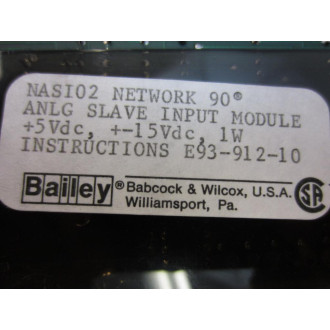 NASI02 NETWORK 90®
ANLG SLAVE INPUT MODULE
+5Vdc, +-15Vdc, 1W
INSTRUCTIONS E93-912-10
Bailey® Babcock & Wilcox, U.S.A.
Williamsport, Pa.
SA